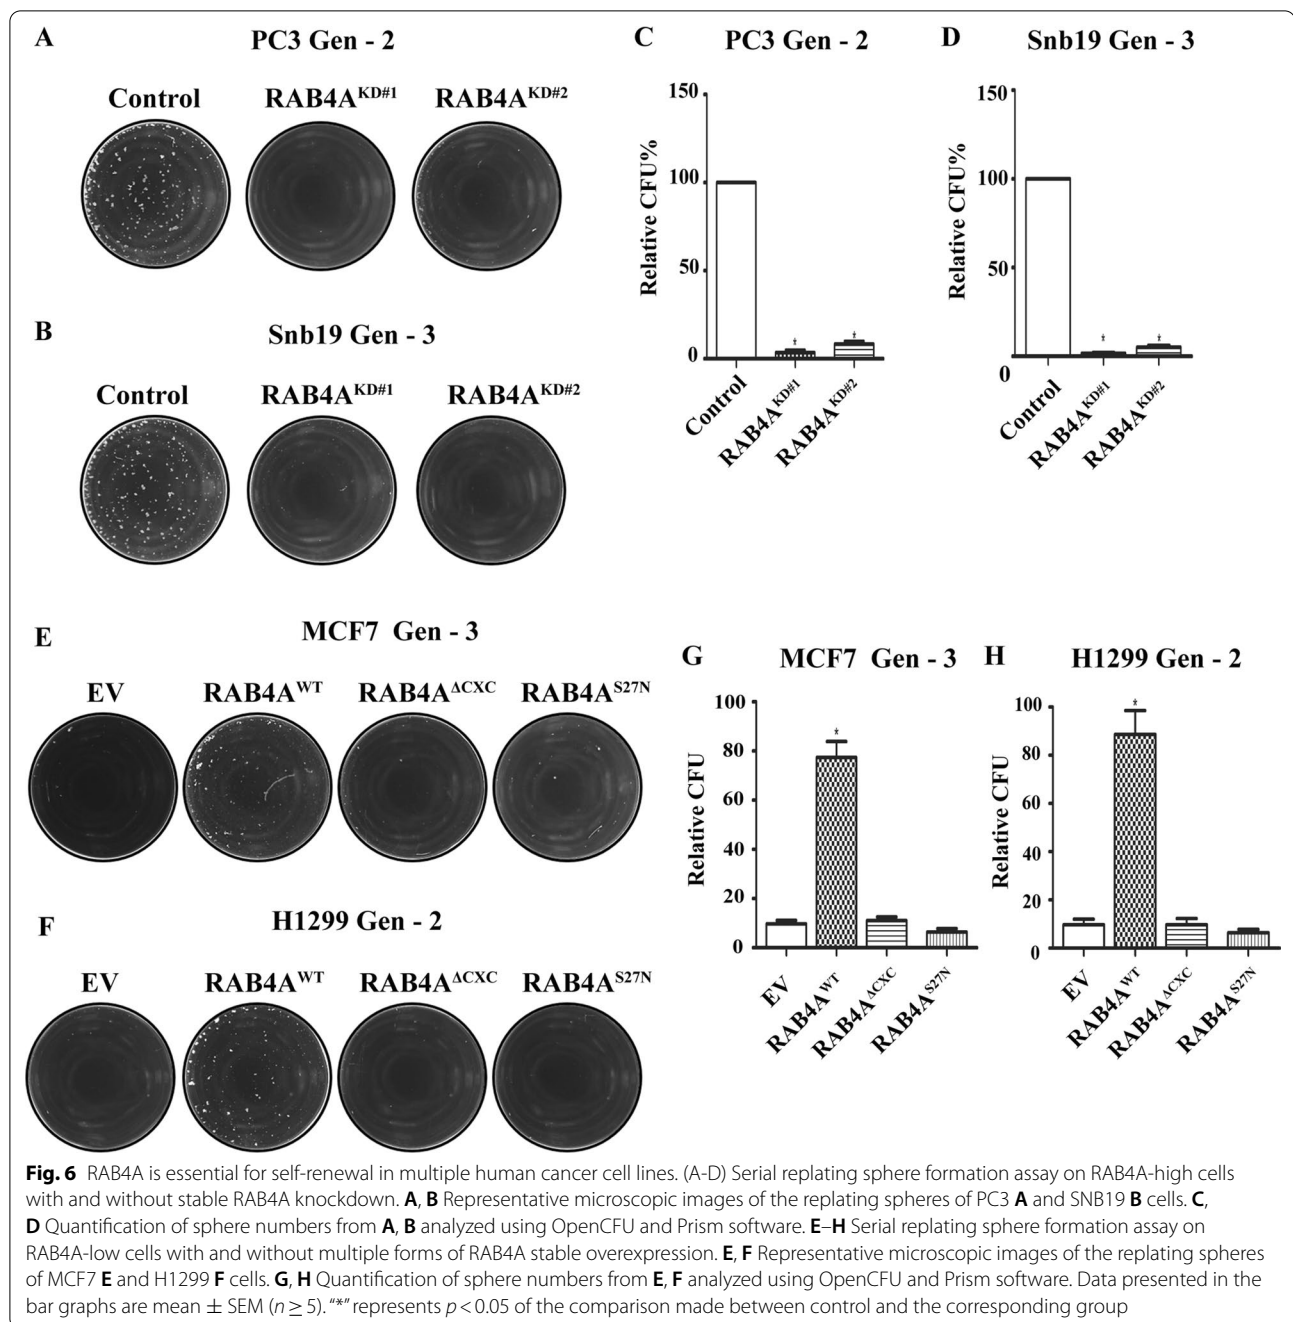 A
PC3 Gen - 2
Control RAB4A^KD#1 RAB4A^KD#2
B
Snb19 Gen - 3
Control RAB4A^KD#1 RAB4A^KD#2
C
PC3 Gen - 2
Relative CFU%
150
100
50
0
*
*
Control
RAB4A^KD#1
RAB4A^KD#2
D
Snb19 Gen - 3
Relative CFU%
150
100
50
0
*
*
Control
RAB4A^KD#1
RAB4A^KD#2
E
MCF7 Gen - 3
EV RAB4A^WT RAB4A^ΔCXC RAB4A^S27N
F
H1299 Gen - 2
EV RAB4A^WT RAB4A^ΔCXC RAB4A^S27N
G
MCF7 Gen - 3
Relative CFU
100
80
60
40
20
0
*
EV
RAB4A^WT
RAB4A^ΔCXC
RAB4A^S27N
H
H1299 Gen - 2
Relative CFU
100
80
60
40
20
0
*
EV
RAB4A^WT
RAB4A^ΔCXC
RAB4A^S27N
Fig. 6 RAB4A is essential for self-renewal in multiple human cancer cell lines. (A-D) Serial replating sphere formation assay on RAB4A-high cells
with and without stable RAB4A knockdown. A, B Representative microscopic images of the replating spheres of PC3 A and SNB19 B cells. C,
D Quantification of sphere numbers from A, B analyzed using OpenCFU and Prism software. E–H Serial replating sphere formation assay on
RAB4A-low cells with and without multiple forms of RAB4A stable overexpression. E, F Representative microscopic images of the replating spheres
of MCF7 E and H1299 F cells. G, H Quantification of sphere numbers from E, F analyzed using OpenCFU and Prism software. Data presented in the
bar graphs are mean ± SEM (n ≥ 5). “*” represents p < 0.05 of the comparison made between control and the corresponding group